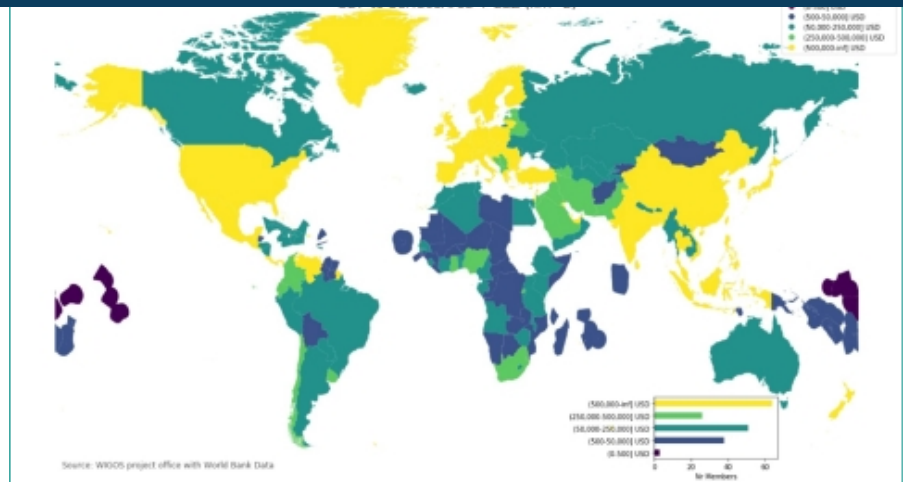 (500-50,000] USD
(50,000-250,000] USD
(250,000-500,000] USD
(500,000-inf] USD
(500,000-inf] USD
(250,000-500,000] USD
(50,000-250,000] USD
(500-50,000] USD
(0-500] USD
0 20 40 60
Nr Members
Source: WIGOS project office with World Bank Data